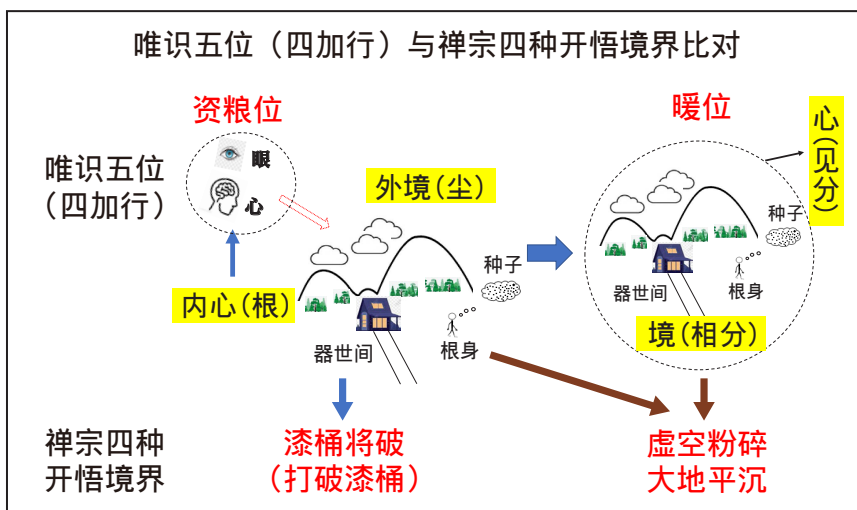 唯识五位（四加行）与禅宗四种开悟境界比对
资粮位
暖位
心(见分)
眼
心
唯识五位
（四加行）
外境(尘)
种子
种子
内心(根)
器世间
根身
器世间
根身
境(相分)
禅宗四种
开悟境界
漆桶将破
（打破漆桶）
虚空粉碎
大地平沉